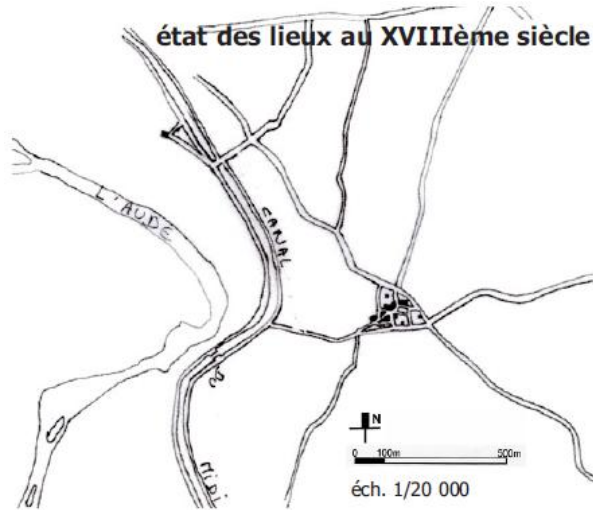 état des lieux au XVIIIème siècle
L'AUDE
CANAL
MIDI
N
0 100m 500m
éch. 1/20 000